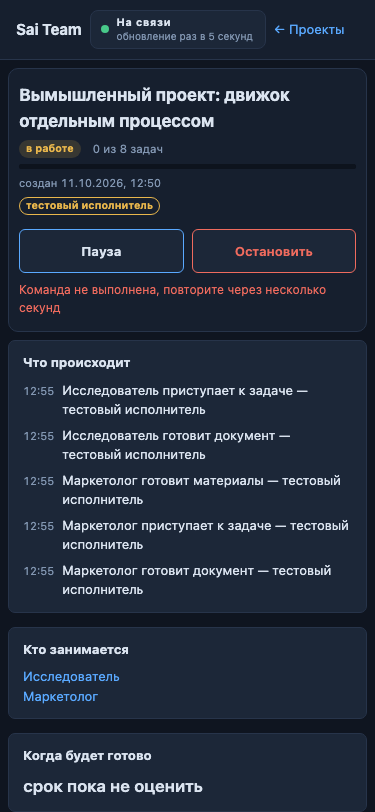 Sai Team
На связи
обновление раз в 5 секунд
← Проекты
Вымышленный проект: движок
отдельным процессом
в работе
0 из 8 задач
создан 11.10.2026, 12:50
тестовый исполнитель
Пауза
Остановить
Команда не выполнена, повторите через несколько
секунд
Что происходит
12:55 Исследователь приступает к задаче —
тестовый исполнитель
12:55 Исследователь готовит документ —
тестовый исполнитель
12:55 Маркетолог готовит материалы — тестовый
исполнитель
12:55 Маркетолог приступает к задаче — тестовый
исполнитель
12:55 Маркетолог готовит документ — тестовый
исполнитель
Кто занимается
Исследователь
Маркетолог
Когда будет готово
срок пока не оценить